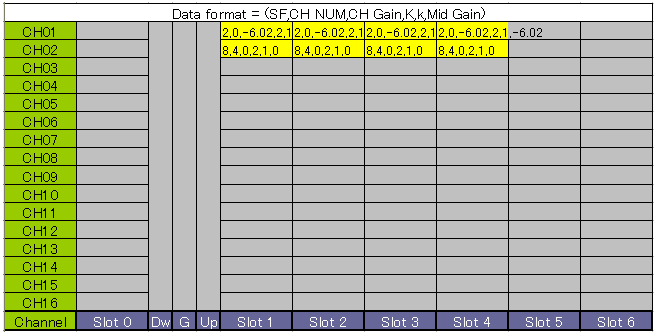 Data format = (SF,CH NUM,CH Gain,K,k,Mid Gain)
CH01 2,0,-6.02,2,1 2,0,-6.02,2,1 2,0,-6.02,2,1 2,0,-6.02,2,1,-6.02
CH02 8,4,0,2,1,0 8,4,0,2,1,0 8,4,0,2,1,0 8,4,0,2,1,0
CH03
CH04
CH05
CH06
CH07
CH08
CH09
CH10
CH11
CH12
CH13
CH14
CH15
CH16
Channel Slot 0 Dw G Up Slot 1 Slot 2 Slot 3 Slot 4 Slot 5 Slot 6